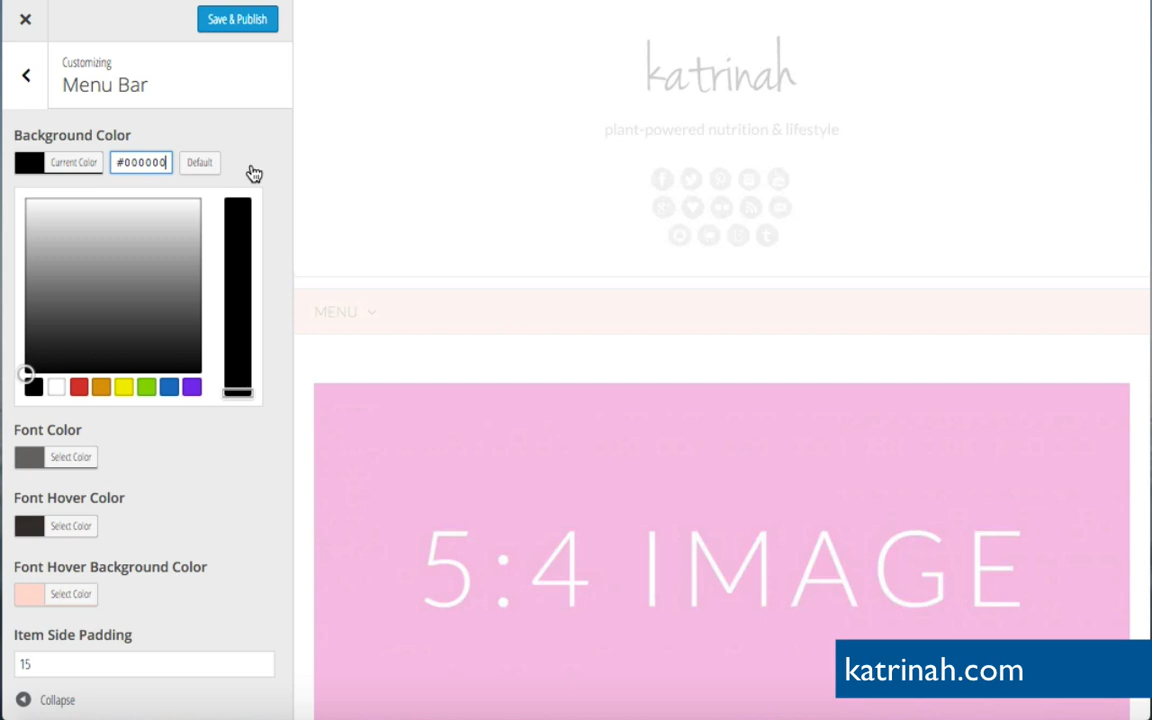 Save & Publish
Customizing
Menu Bar
Background Color
Current Color
#000000
Default
Font Color
Select Color
Font Hover Color
Select Color
Font Hover Background Color
Select Color
Item Side Padding
15
Collapse
katrinah
plant-powered nutrition & lifestyle
MENU
5:4 IMAGE
katrinah.com